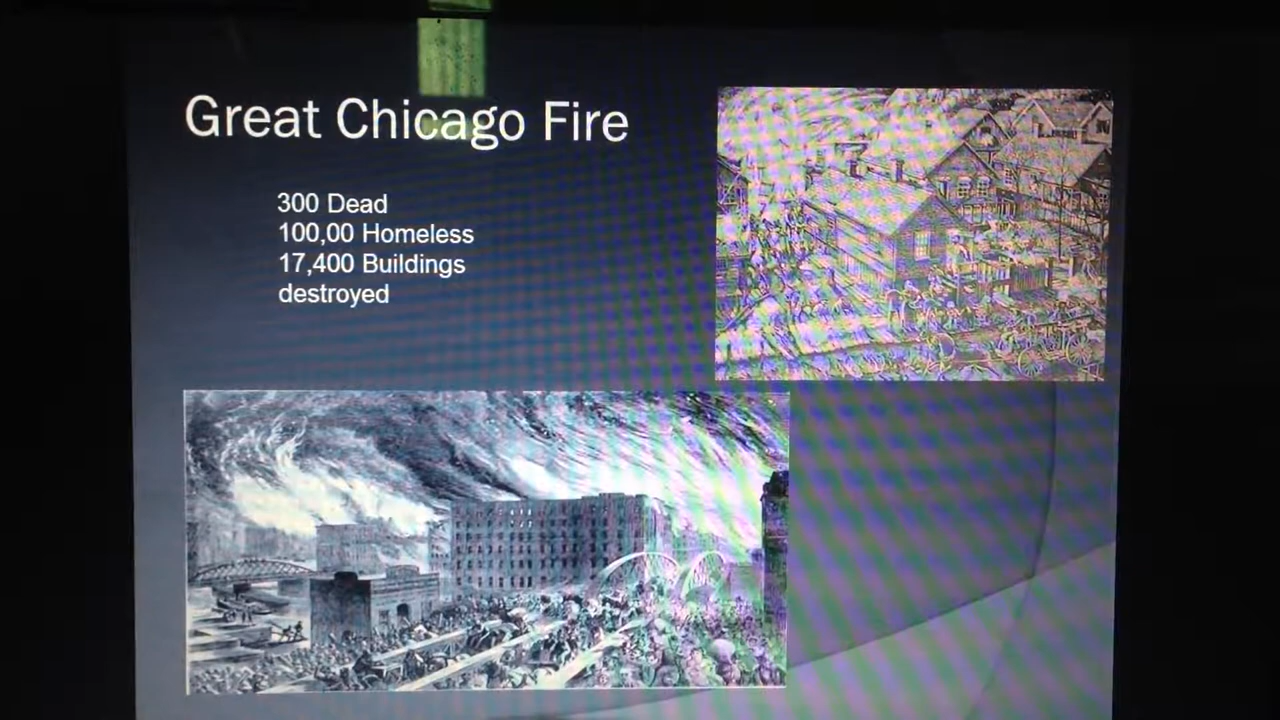 Great Chicago Fire
300 Dead
100,00 Homeless
17,400 Buildings
destroyed